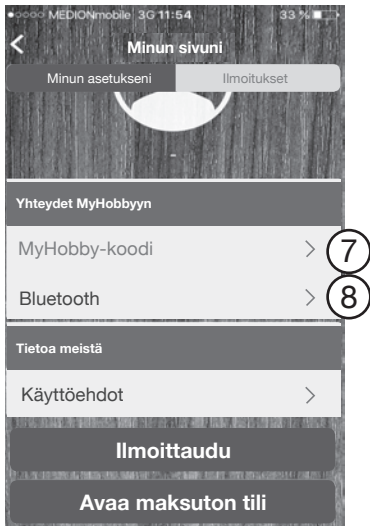 MEDIONmobile 3G 11:54 33 %
Minun sivuni
Minun asetukseni Ilmoitukset
Yhteydet MyHobbyyn
MyHobby-koodi 7
Bluetooth 8
Tietoa meistä
Käyttöehdot
Ilmoittaudu
Avaa maksuton tili